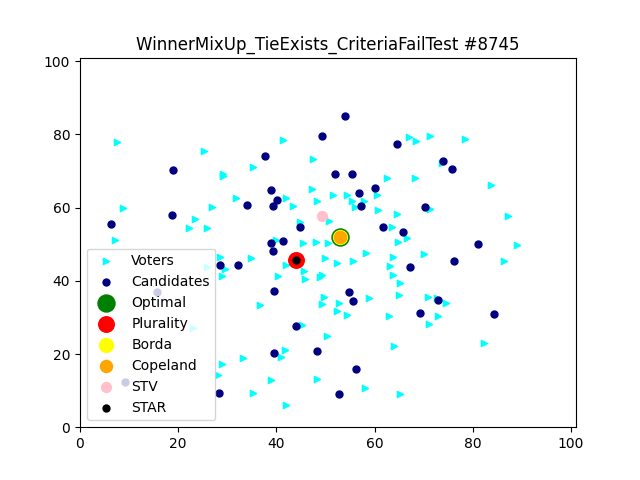 WinnerMixUp_TieExists_CriteriaFailTest #8745
100
80
60
40
20
0
0 20 40 60 80 100
Voters
Candidates
Optimal
Plurality
Borda
Copeland
STV
STAR